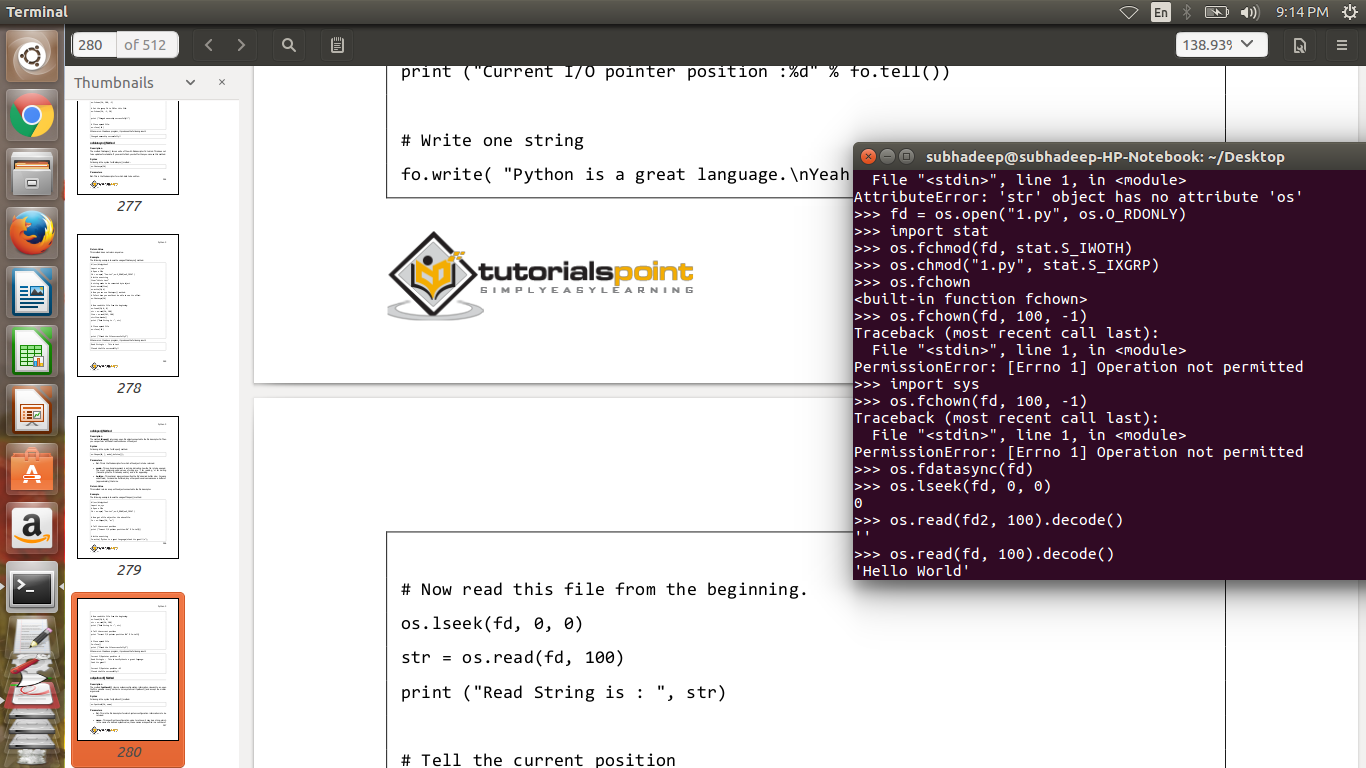 Terminal
En
9:14 PM
280
of 512
138.93%
Thumbnails
277
278
279
280
print ("Current I/O pointer position :%d" % fo.tell())
# Write one string
fo.write( "Python is a great language.\nYeah
tutorialspoint
SIMPLYEASYLEARNING
# Now read this file from the beginning.
os.lseek(fd, 0, 0)
str = os.read(fd, 100)
print ("Read String is : ", str)
# Tell the current position
subhadeep@subhadeep-HP-Notebook: ~/Desktop
File "<stdin>", line 1, in <module>
AttributeError: 'str' object has no attribute 'os'
>>> fd = os.open("1.py", os.O_RDONLY)
>>> import stat
>>> os.fchmod(fd, stat.S_IWOTH)
>>> os.chmod("1.py", stat.S_IXGRP)
>>> os.fchown
<built-in function fchown>
>>> os.fchown(fd, 100, -1)
Traceback (most recent call last):
File "<stdin>", line 1, in <module>
PermissionError: [Errno 1] Operation not permitted
>>> import sys
>>> os.fchown(fd, 100, -1)
Traceback (most recent call last):
File "<stdin>", line 1, in <module>
PermissionError: [Errno 1] Operation not permitted
>>> os.fdatasync(fd)
>>> os.lseek(fd, 0, 0)
0
>>> os.read(fd2, 100).decode()
''
>>> os.read(fd, 100).decode()
'Hello World'